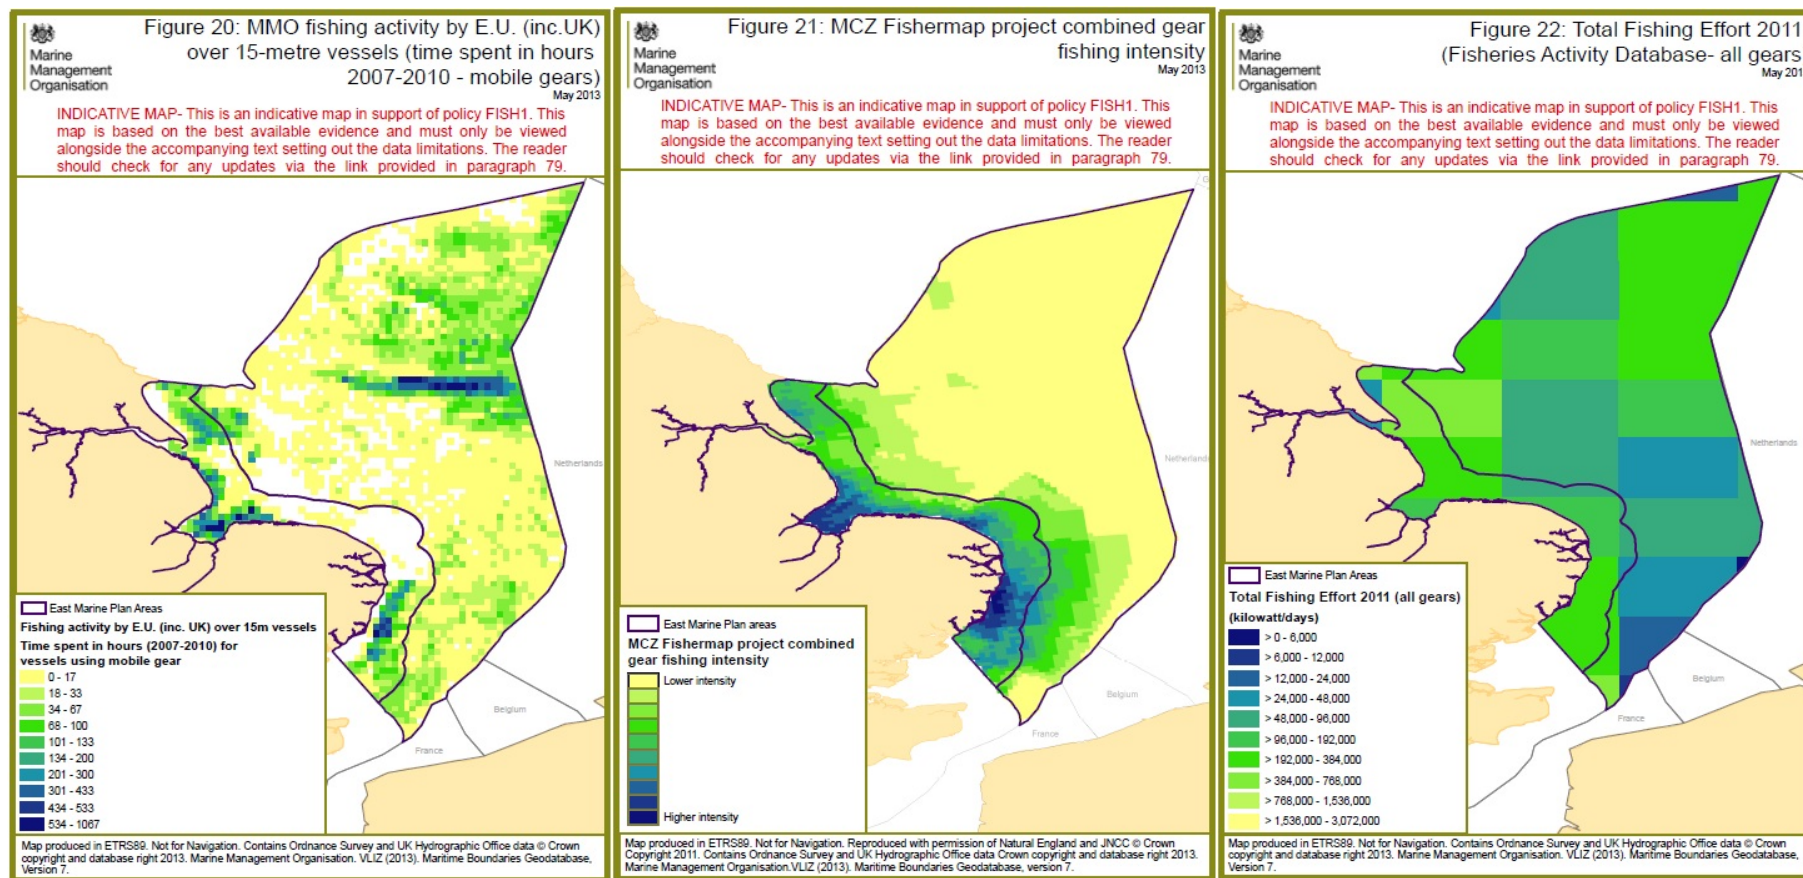 Marine
Management
Organisation
Figure 20: MMO fishing activity by E.U. (inc.UK)
over 15-metre vessels (time spent in hours
2007-2010 - mobile gears)
May 2013
INDICATIVE MAP- This is an indicative map in support of policy FISH1. This
map is based on the best available evidence and must only be viewed
alongside the accompanying text setting out the data limitations. The reader
should check for any updates via the link provided in paragraph 79.
Netherlands
Belgium
France
East Marine Plan Areas
Fishing activity by E.U. (inc. UK) over 15m vessels
Time spent in hours (2007-2010) for
vessels using mobile gear
0 - 17
18 - 33
34 - 67
68 - 100
101 - 133
134 - 200
201 - 300
301 - 433
434 - 533
534 - 1067
Map produced in ETRS89. Not for Navigation. Contains Ordnance Survey and UK Hydrographic Office data © Crown
copyright and database right 2013. Marine Management Organisation. VLIZ (2013). Maritime Boundaries Geodatabase,
Version 7.
Marine
Management
Organisation
Figure 21: MCZ Fishermap project combined gear
fishing intensity
May 2013
INDICATIVE MAP- This is an indicative map in support of policy FISH1. This
map is based on the best available evidence and must only be viewed
alongside the accompanying text setting out the data limitations. The reader
should check for any updates via the link provided in paragraph 79.
G
Netherlands
Belgium
France
East Marine Plan areas
MCZ Fishermap project combined
gear fishing intensity
Lower intensity
Higher intensity
Map produced in ETRS89. Not for Navigation. Reproduced with permission of Natural England and JNCC © Crown
Copyright 2011. Contains Ordnance Survey and UK Hydrographic Office data Crown copyright and database right 2013.
Marine Management Organisation.VLIZ (2013). Maritime Boundaries Geodatabase, version 7.
Marine
Management
Organisation
Figure 22: Total Fishing Effort 2011
(Fisheries Activity Database- all gears
May 201
INDICATIVE MAP- This is an indicative map in support of policy FISH1. This
map is based on the best available evidence and must only be viewed
alongside the accompanying text setting out the data limitations. The reader
should check for any updates via the link provided in paragraph 79.
Netherlands
Belgium
France
East Marine Plan Areas
Total Fishing Effort 2011 (all gears)
(kilowatt/days)
> 0 - 6,000
> 6,000 - 12,000
> 12,000 - 24,000
> 24,000 - 48,000
> 48,000 - 96,000
> 96,000 - 192,000
> 192,000 - 384,000
> 384,000 - 768,000
> 768,000 - 1,536,000
> 1,536,000 - 3,072,000
Map produced in ETRS89. Not for Navigation. Contains Ordnance Survey and UK Hydrographic Office data © Crown
copyright and database right 2013. Marine Management Organisation. VLIZ (2013). Maritime Boundaries Geodatabase,
Version 7.